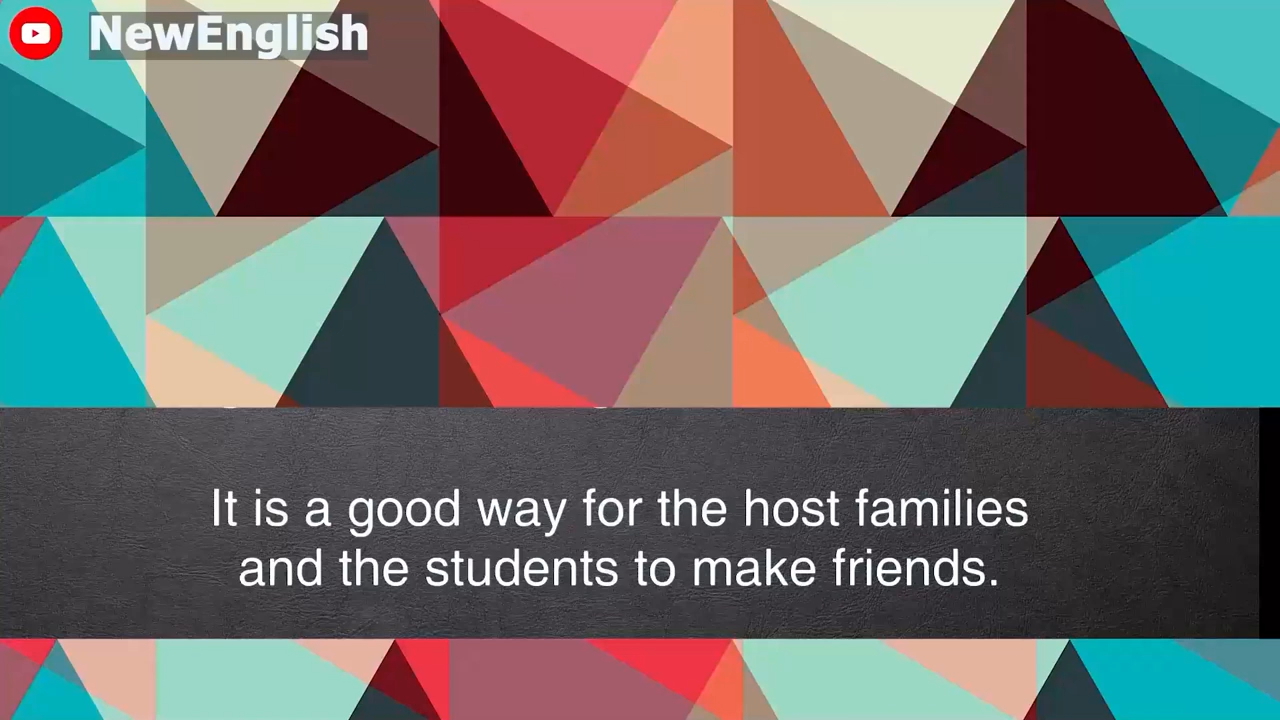 NewEnglish
It is a good way for the host families
and the students to make friends.